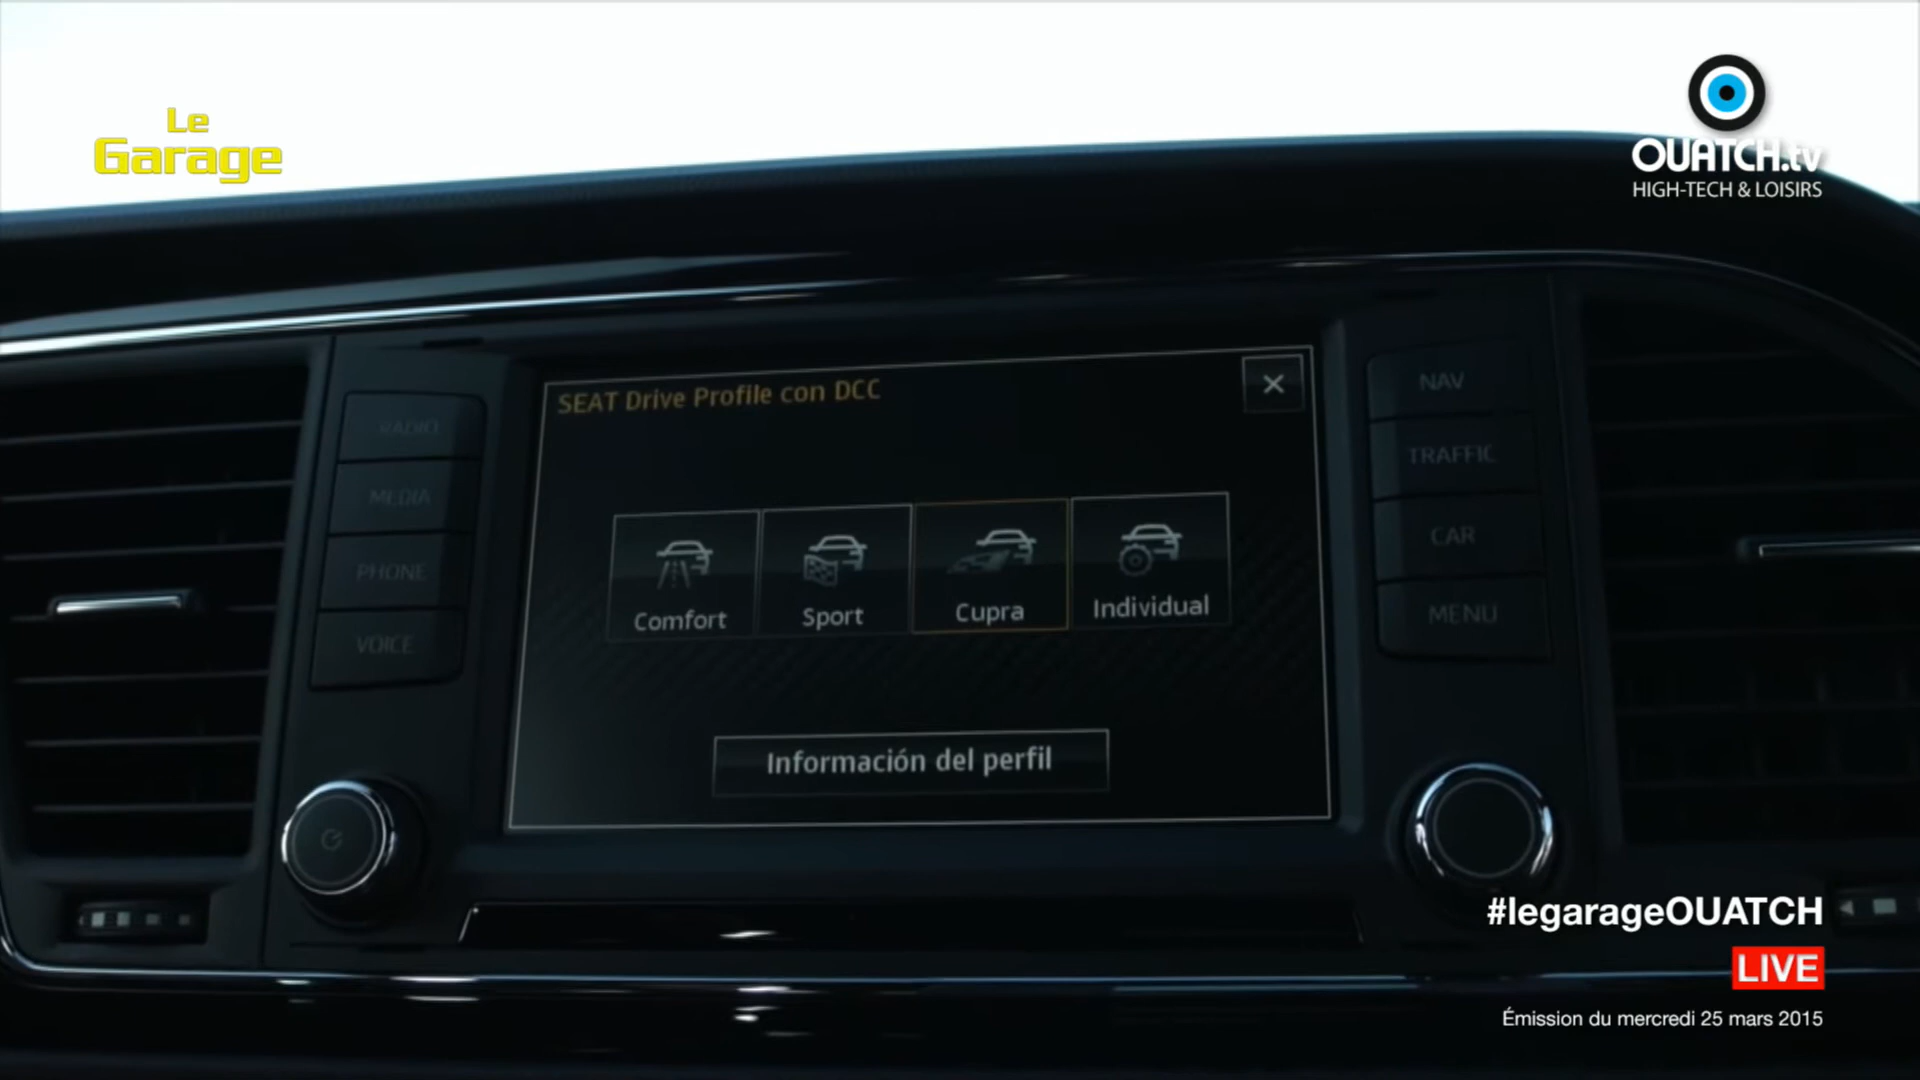 Le
Garage
OUATCH.tv
HIGH-TECH & LOISIRS
SEAT Drive Profile con DCC
RADIO
MEDIA
PHONE
VOICE
NAV
TRAFFIC
CAR
MENU
Comfort
Sport
Cupra
Individual
Información del perfil
#legarageOUATCH
LIVE
Émission du mercredi 25 mars 2015